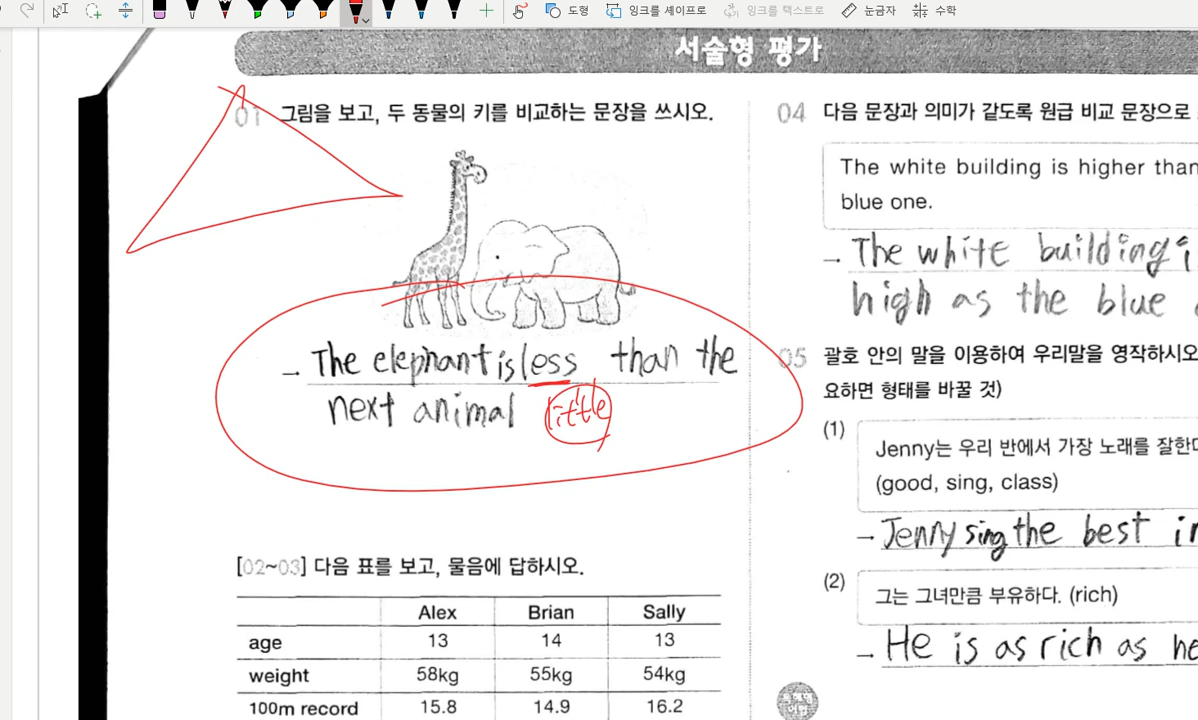 도형
잉크를 셰이프로
잉크를 텍스트로
눈금자
수학
서술형 평가
01 그림을 보고, 두 동물의 키를 비교하는 문장을 쓰시오.
→ The elephant is less than the
next animal little
[02~03] 다음 표를 보고, 물음에 답하시오.
Alex Brian Sally
age 13 14 13
weight 58kg 55kg 54kg
100m record 15.8 14.9 16.2
04 다음 문장과 의미가 같도록 원급 비교 문장으로
The white building is higher than
blue one.
→ The white building i
high as the blue
05 괄호 안의 말을 이용하여 우리말을 영작하시오
요하면 형태를 바꿀 것)
(1)
Jenny는 우리 반에서 가장 노래를 잘한다
(good, sing, class)
→ Jenny sing the best in
(2)
그는 그녀만큼 부유하다. (rich)
→ He is as rich as he